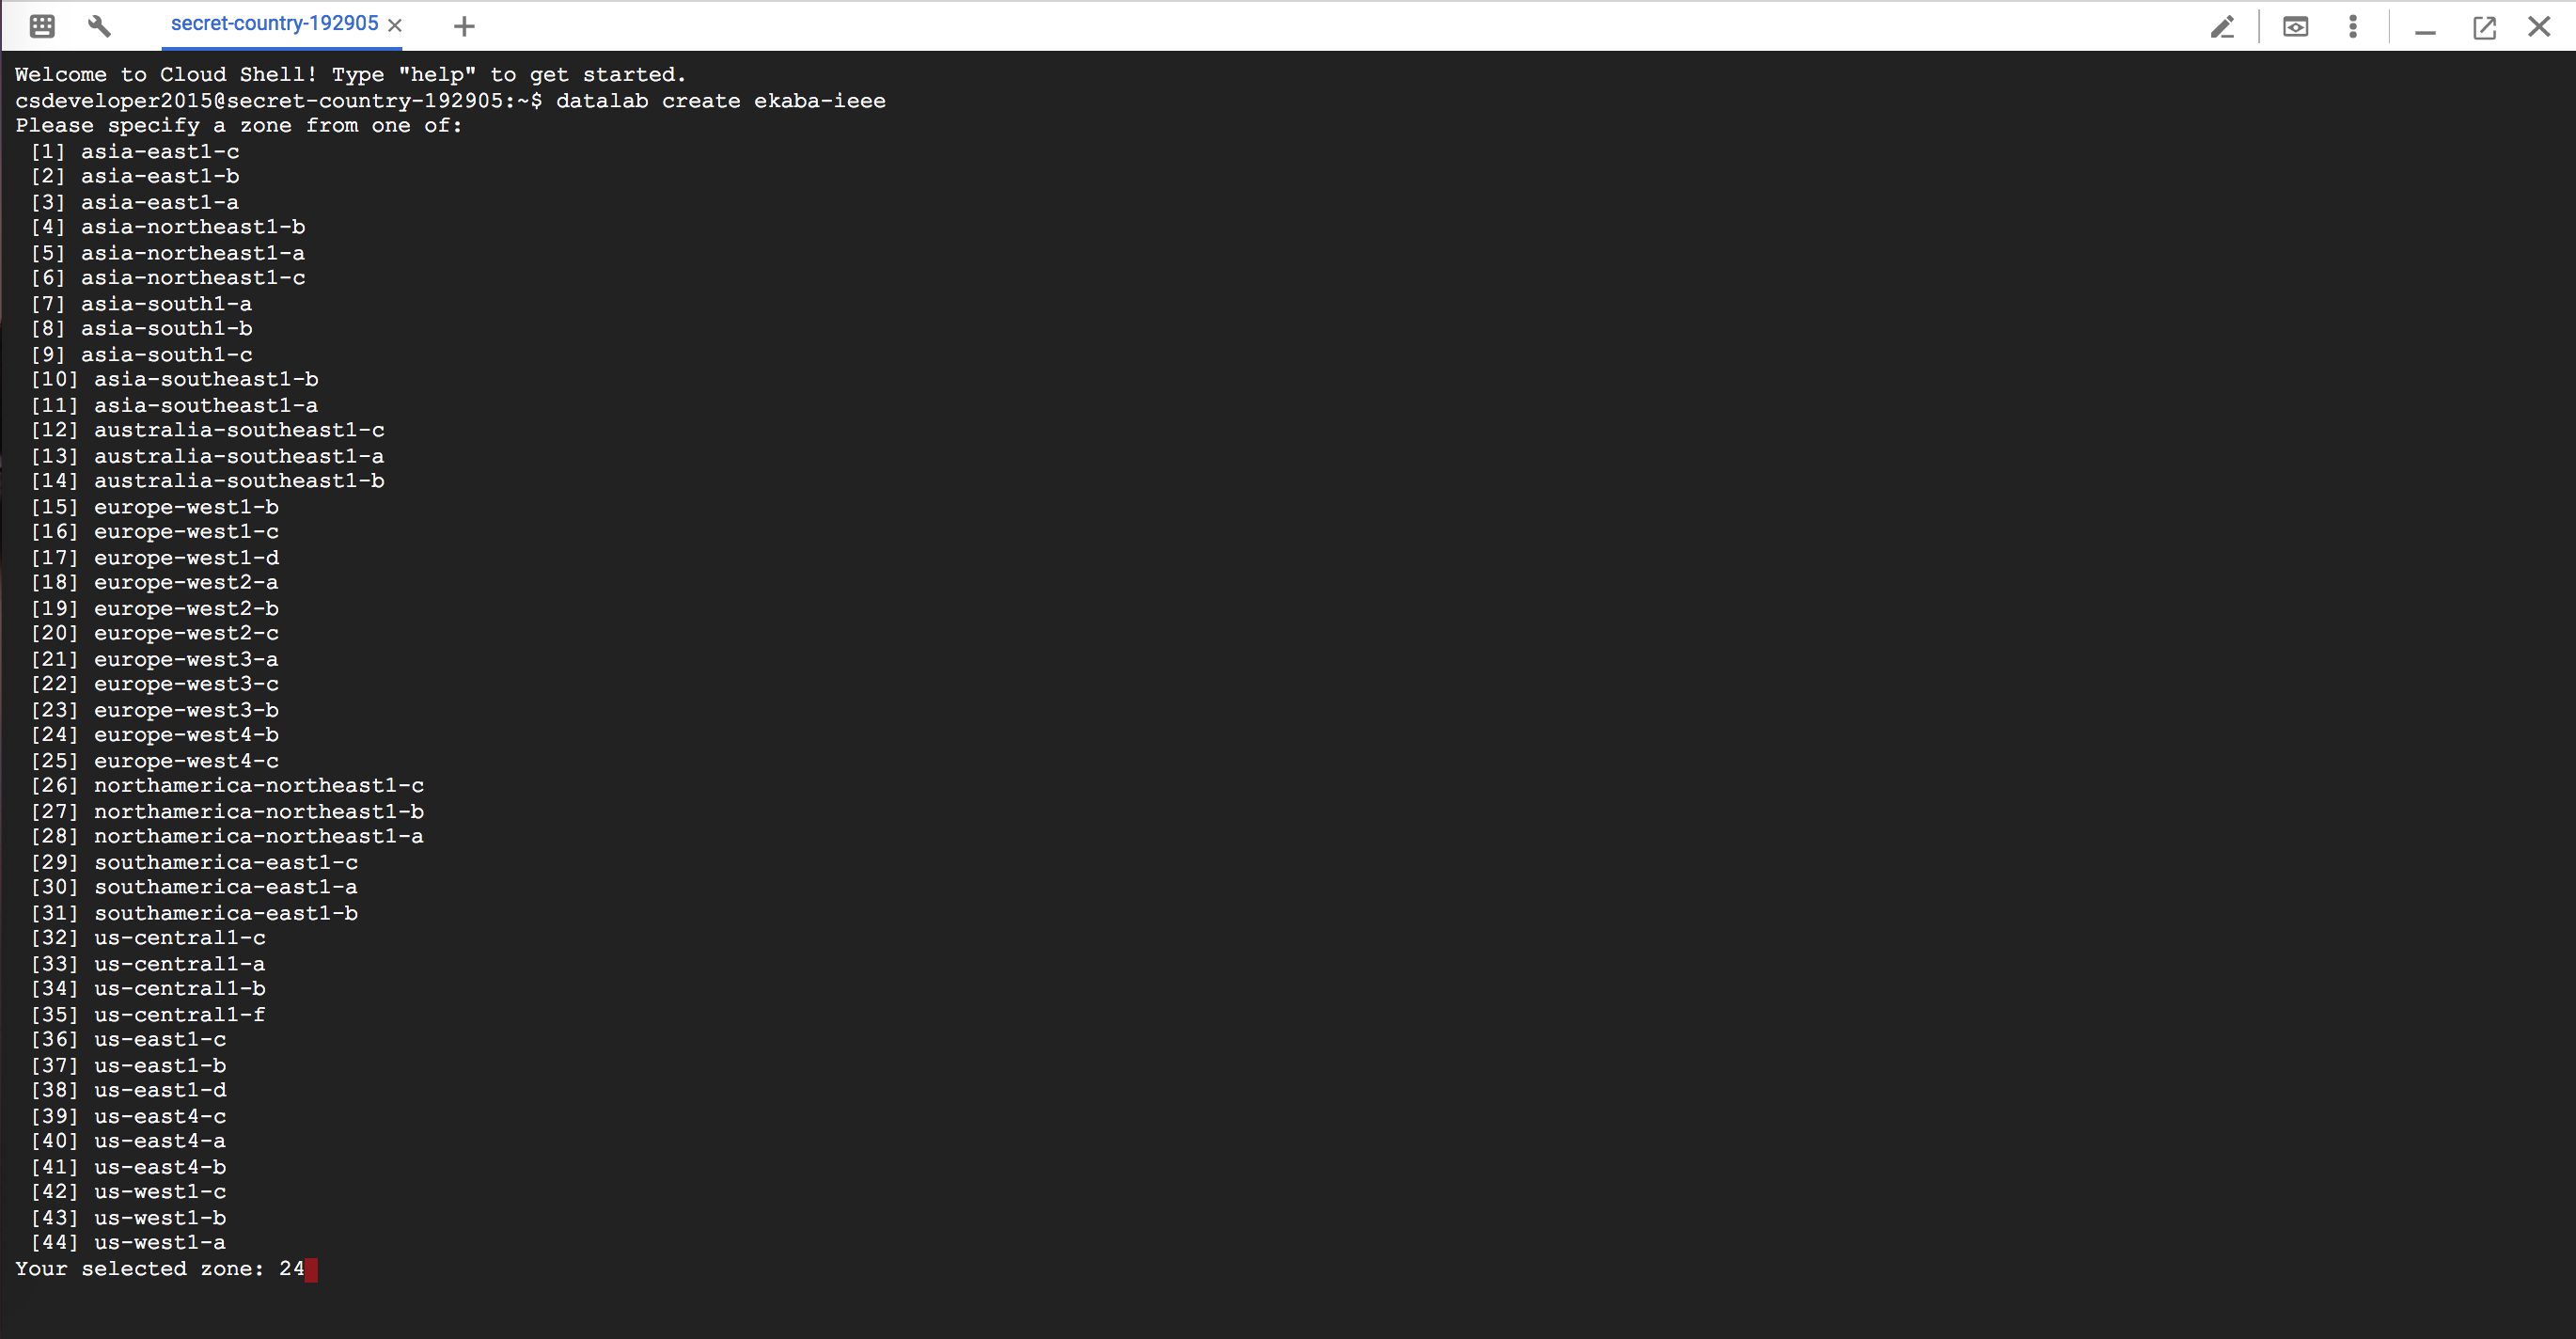 secret-country-192905
Welcome to Cloud Shell! Type "help" to get started.
csdeveloper2015@secret-country-192905:~$ datalab create ekaba-ieee
Please specify a zone from one of:
[1] asia-east1-c
[2] asia-east1-b
[3] asia-east1-a
[4] asia-northeast1-b
[5] asia-northeast1-a
[6] asia-northeast1-c
[7] asia-south1-a
[8] asia-south1-b
[9] asia-south1-c
[10] asia-southeast1-b
[11] asia-southeast1-a
[12] australia-southeast1-c
[13] australia-southeast1-a
[14] australia-southeast1-b
[15] europe-west1-b
[16] europe-west1-c
[17] europe-west1-d
[18] europe-west2-a
[19] europe-west2-b
[20] europe-west2-c
[21] europe-west3-a
[22] europe-west3-c
[23] europe-west3-b
[24] europe-west4-b
[25] europe-west4-c
[26] northamerica-northeast1-c
[27] northamerica-northeast1-b
[28] northamerica-northeast1-a
[29] southamerica-east1-c
[30] southamerica-east1-a
[31] southamerica-east1-b
[32] us-central1-c
[33] us-central1-a
[34] us-central1-b
[35] us-central1-f
[36] us-east1-c
[37] us-east1-b
[38] us-east1-d
[39] us-east4-c
[40] us-east4-a
[41] us-east4-b
[42] us-west1-c
[43] us-west1-b
[44] us-west1-a
Your selected zone: 24